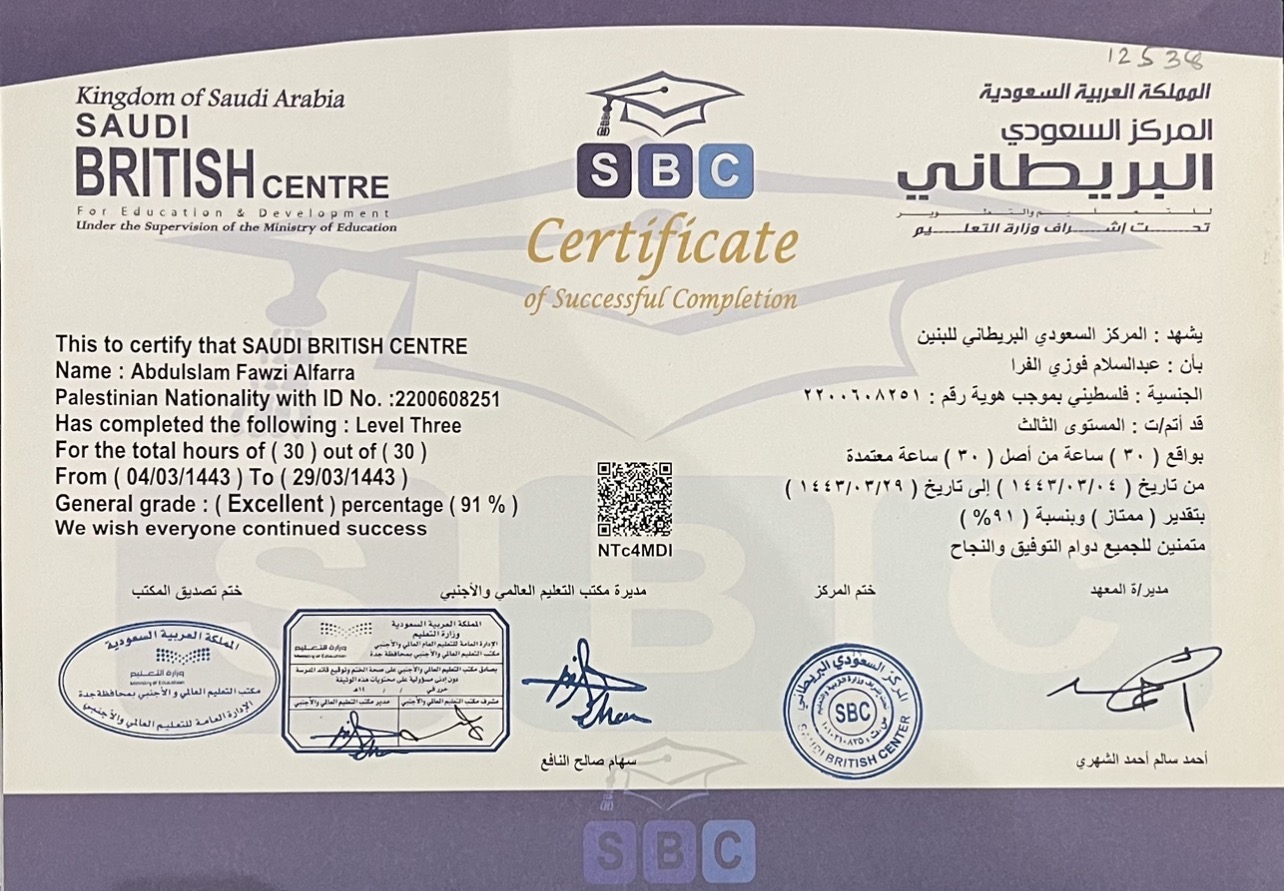 12538
Kingdom of Saudi Arabia
SAUDI
BRITISH CENTRE
For Education & Development
Under the Supervision of the Ministry of Education
SBC
Certificate
of Successful Completion
المملكة العربية السعودية
المركز السعودي
البريطاني
للتعليم والتطوير
تحت إشراف وزارة التعليم
This to certify that SAUDI BRITISH CENTRE
Name : Abdulslam Fawzi Alfarra
Palestinian Nationality with ID No. :2200608251
Has completed the following : Level Three
For the total hours of ( 30 ) out of ( 30 )
From ( 04/03/1443 ) To ( 29/03/1443 )
General grade : ( Excellent ) percentage ( 91 % )
We wish everyone continued success
NTc4MDI
يشهد : المركز السعودي البريطاني للبنين
بأن : عبدالسلام فوزي الفرا
الجنسية : فلسطيني بموجب هوية رقم : ٢٢٠٠٦٠٨٢٥١
قد أتم/ت : المستوى الثالث
بواقع ( ٣٠ ) ساعة من أصل ( ٣٠ ) ساعة معتمدة
من تاريخ ( ١٤٤٣/٠٣/٠٤ ) إلى تاريخ ( ١٤٤٣/٠٣/٢٩ )
بتقدير ( ممتاز ) وبنسبة ( ٩١% )
متمنين للجميع دوام التوفيق والنجاح
مدير/ة المعهد
ختم المركز
مديرة مكتب التعليم العالمي والأجنبي
ختم تصديق المكتب
أحمد سالم أحمد الشهري
المركز السعودي البريطاني
SBC
SAUDI BRITISH CENTER
سهام صالح النافع
المملكة العربية السعودية
وزارة التعليم
الإدارة العامة للتعليم العام العالمي والأجنبي
مكتب التعليم العالمي والأجنبي بمحافظة جدة
وزارة التعليم
Ministry of Education
يصادق مكتب التعليم العالمي والأجنبي على صحة الختم وتوقيع قائد المدرسة
دون إدنى مسؤولية على محتويات هذه الوثيقة
حرر في / / ١٤هـ
مشرف مكتب التعليم العالمي والأجنبي
مدير مكتب التعليم العالمي والأجنبي
المملكة العربية السعودية
وزارة التعليم
Ministry of Education
مكتب التعليم العالمي و الأجنبي بمحافظة جدة
الإدارة العامة للتعليم العالمي والأجنبي
SBC